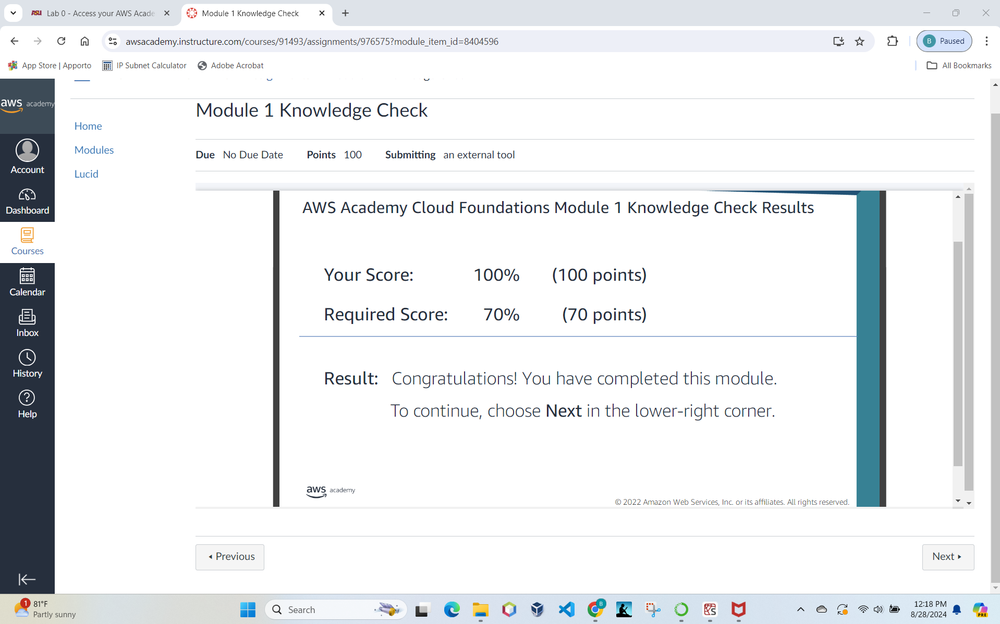 Lab 0 - Access your AWS Acade
Module 1 Knowledge Check
awsacademy.instructure.com/courses/91493/assignments/976575?module_item_id=8404596
B Paused
App Store | Apporto
IP Subnet Calculator
Adobe Acrobat
All Bookmarks
aws academy
Account
Dashboard
Courses
Calendar
Inbox
History
Help
Home
Modules
Lucid
Module 1 Knowledge Check
Due No Due Date Points 100 Submitting an external tool
AWS Academy Cloud Foundations Module 1 Knowledge Check Results
Your Score: 100% (100 points)
Required Score: 70% (70 points)
Result: Congratulations! You have completed this module.
To continue, choose Next in the lower-right corner.
aws academy
© 2022 Amazon Web Services, Inc. or its affiliates. All rights reserved.
Previous
Next
1
81°F
Partly sunny
Search
B
PRE
12:18 PM
8/28/2024